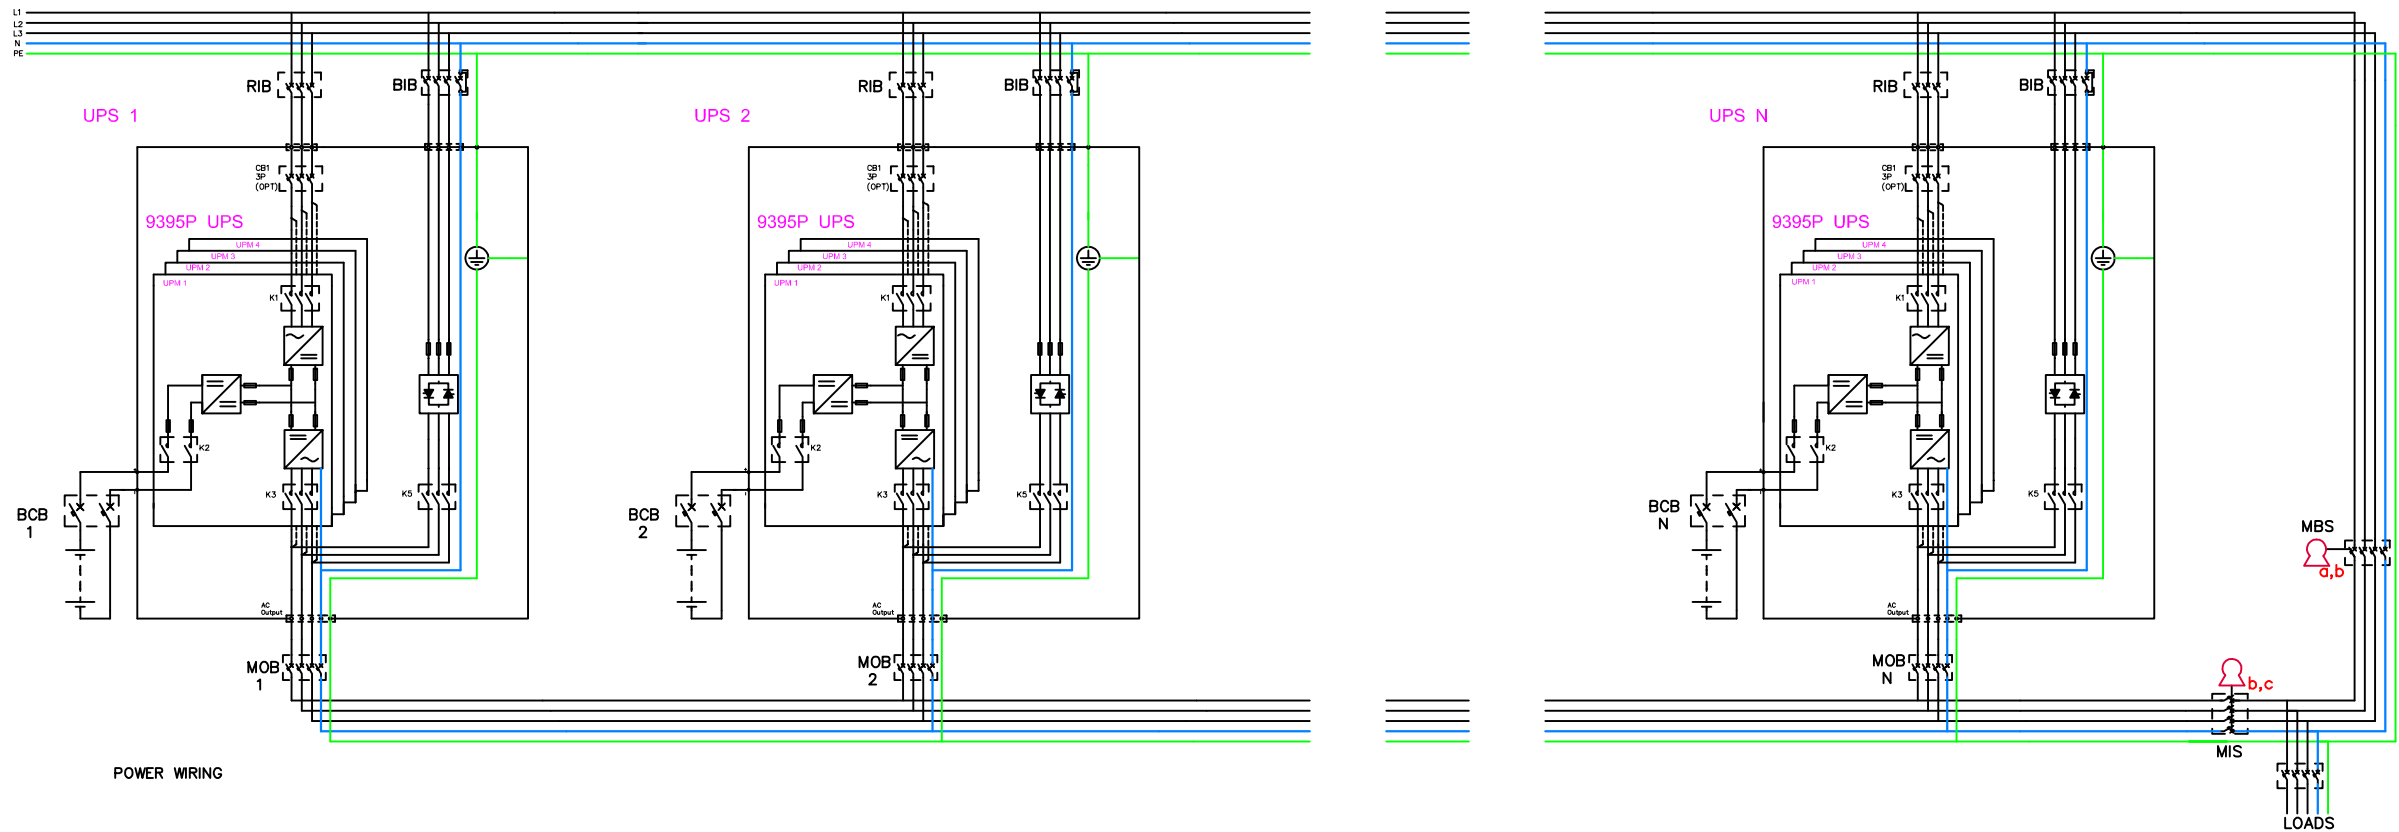 L1
L2
L3
N
PE
RIB
BIB
UPS 1
CB1
3P
(OPT)
9395P UPS
UPM 4
UPM 3
UPM 2
UPM 1
K1
K2
K3
K5
BCB
1
AC
Output
MOB
1
RIB
BIB
UPS 2
CB1
3P
(OPT)
9395P UPS
UPM 4
UPM 3
UPM 2
UPM 1
K1
K2
K3
K5
BCB
2
AC
Output
MOB
2
RIB
BIB
UPS N
CB1
3P
(OPT)
9395P UPS
UPM 4
UPM 3
UPM 2
UPM 1
K1
K2
K3
K5
BCB
N
AC
Output
MOB
N
MBS
a,b
b,c
MIS
LOADS
POWER WIRING